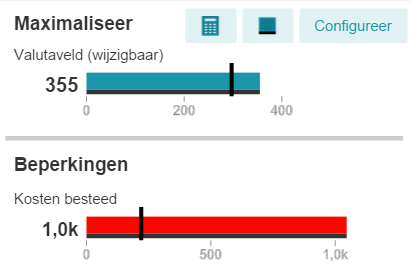 Maximaliseer
Configureer
Valutaveld (wijzigbaar)
355
0 200 400
Beperkingen
Kosten besteed
1,0k
0 500 1,0k